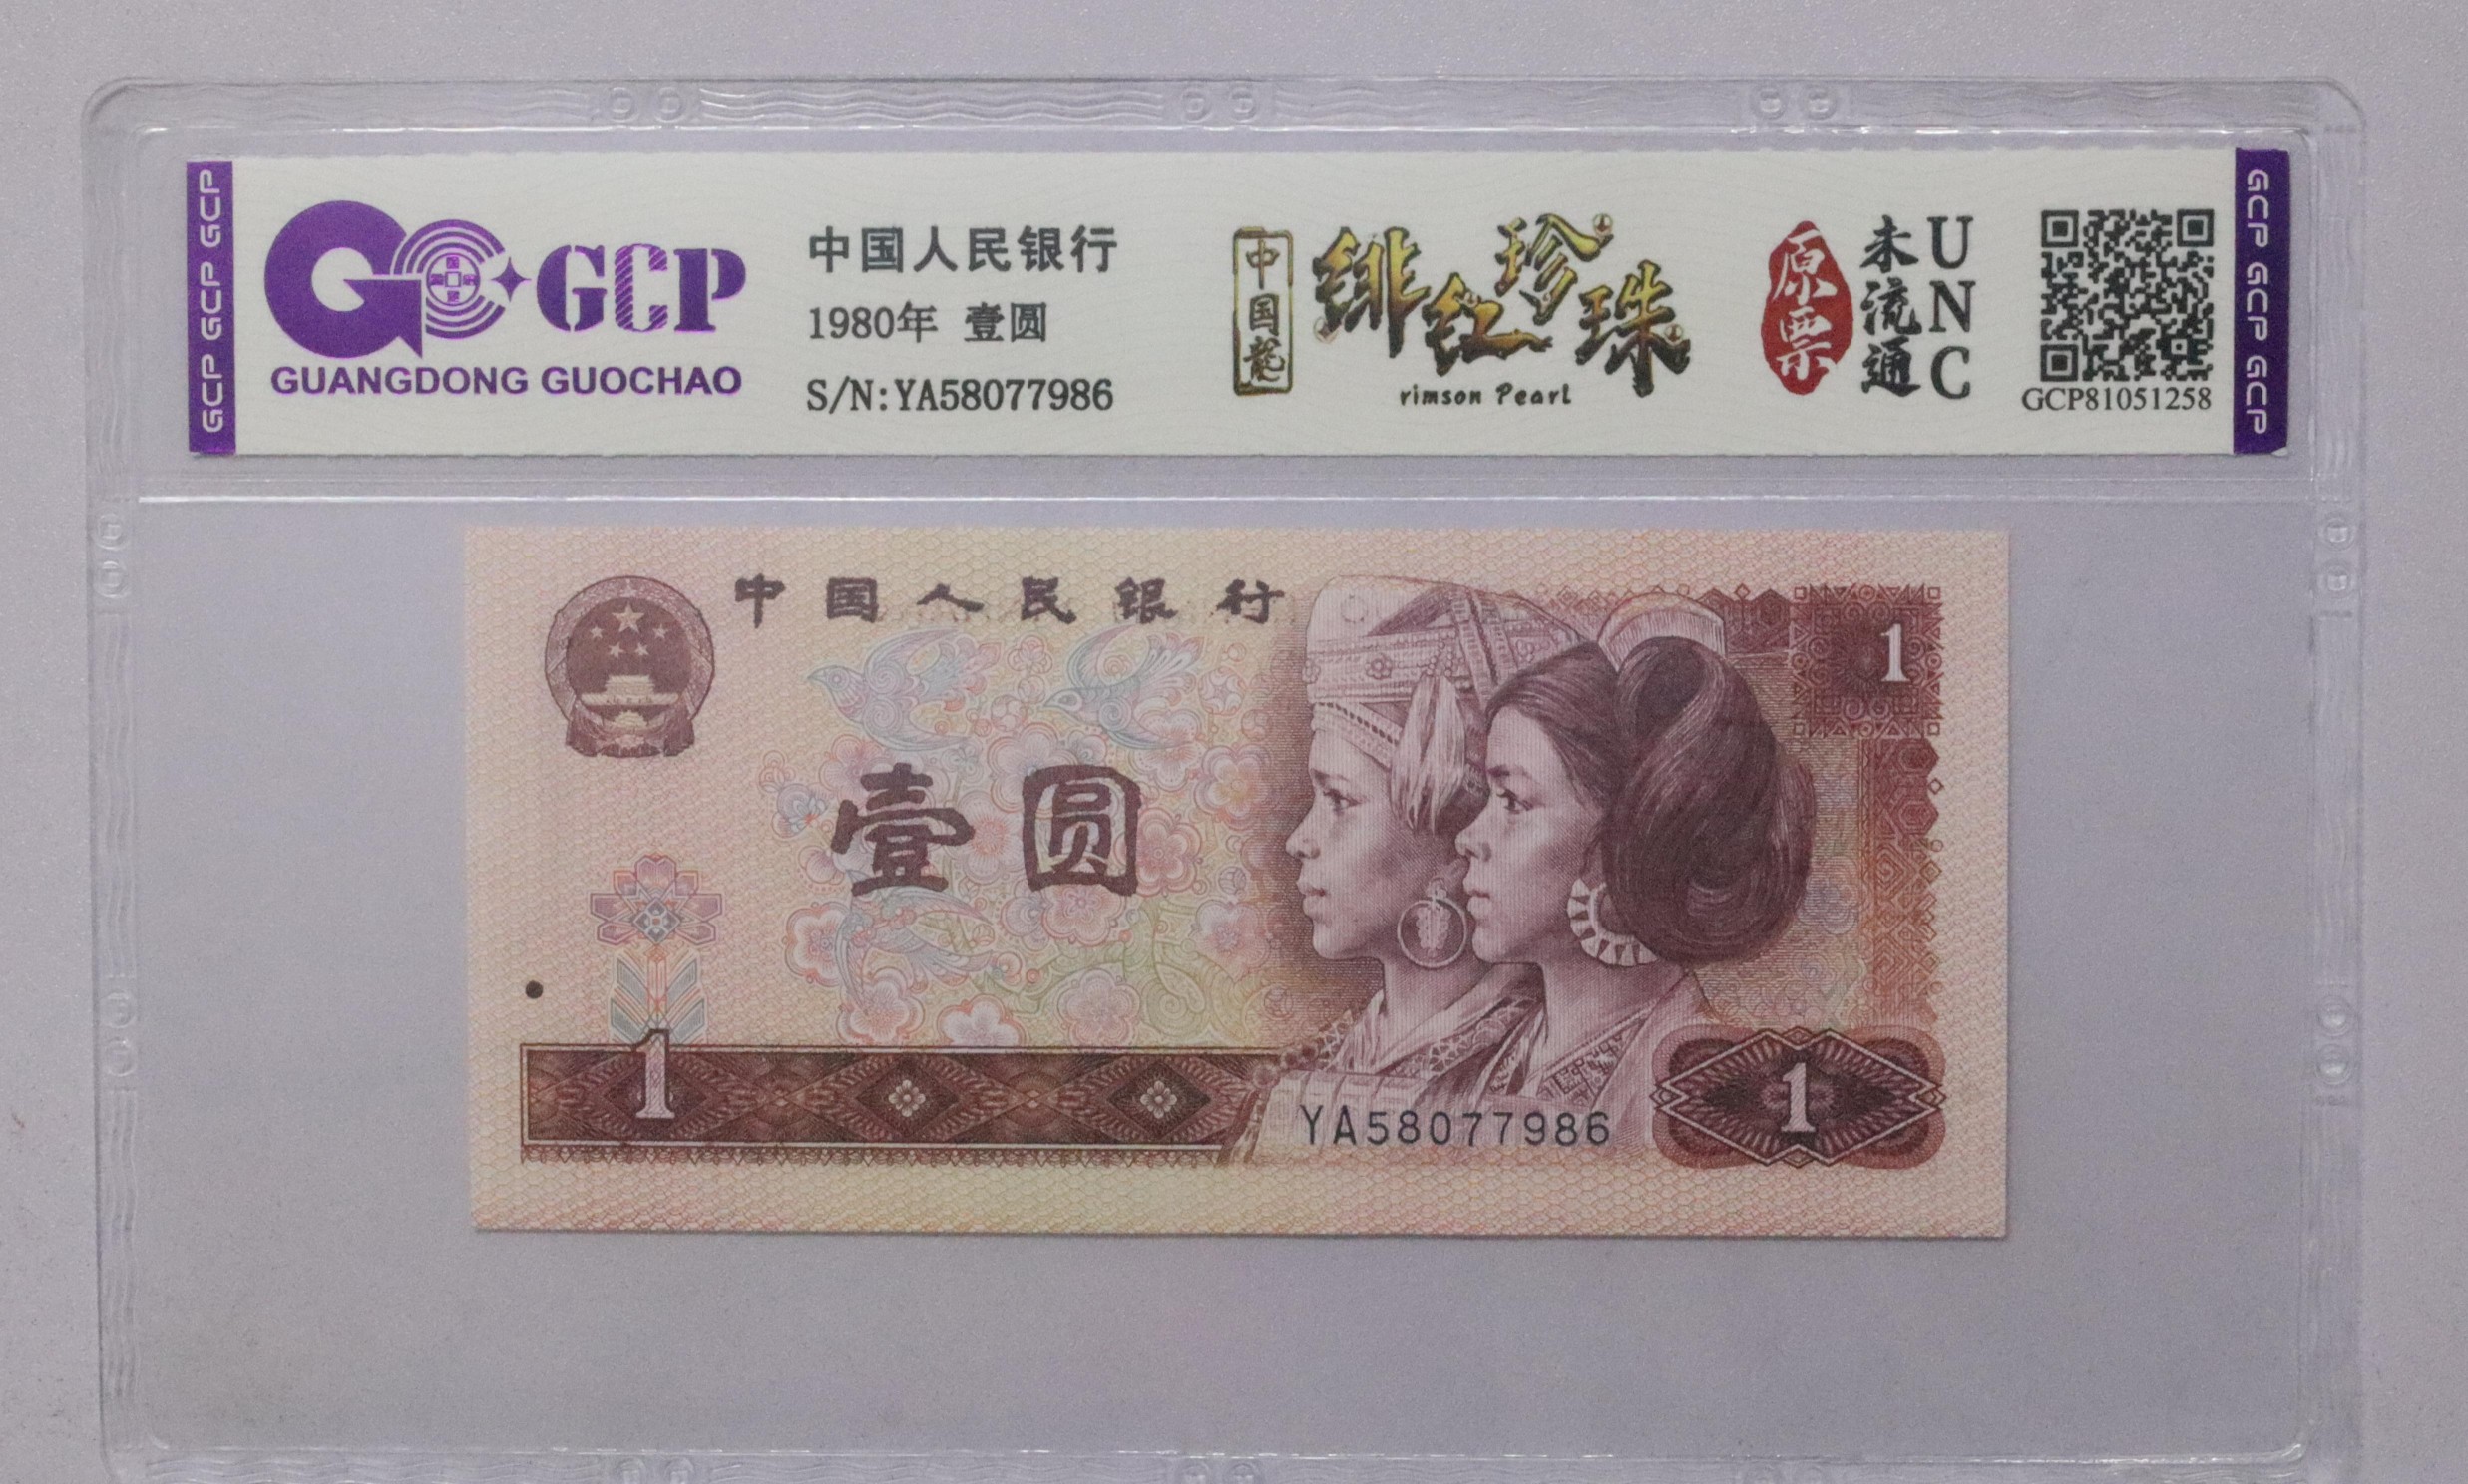 GCP GCP GCP
GCP
GUANGDONG GUOCHAO
中国人民银行
1980年 壹圆
S/N:YA58077986
中国龙
绯红珍珠
rimson Pearl
原票
未流通
UNC
GCP81051258
GCP GCP GCP
中国人民银行
1
壹圆
1
YA58077986
1